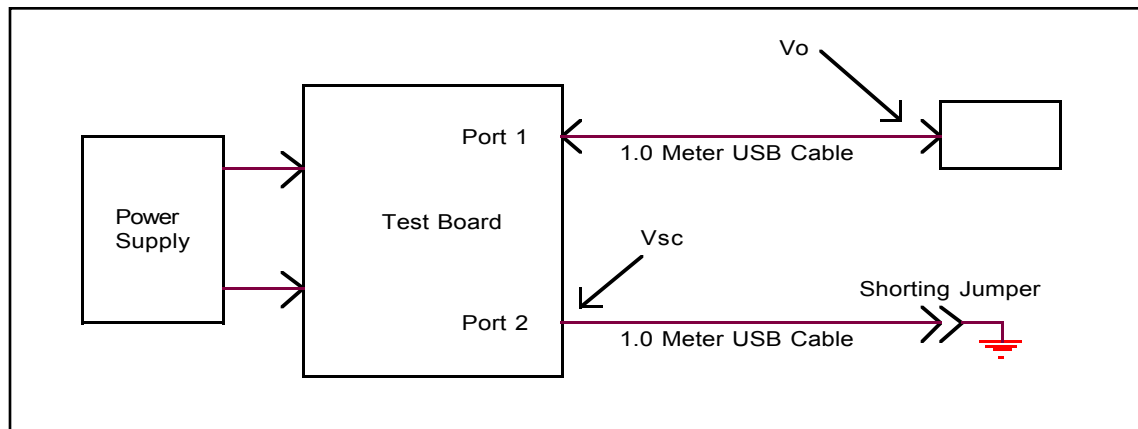 Vo
Port 1
1.0 Meter USB Cable
Power
Supply
Test Board
Vsc
Shorting Jumper
Port 2
1.0 Meter USB Cable